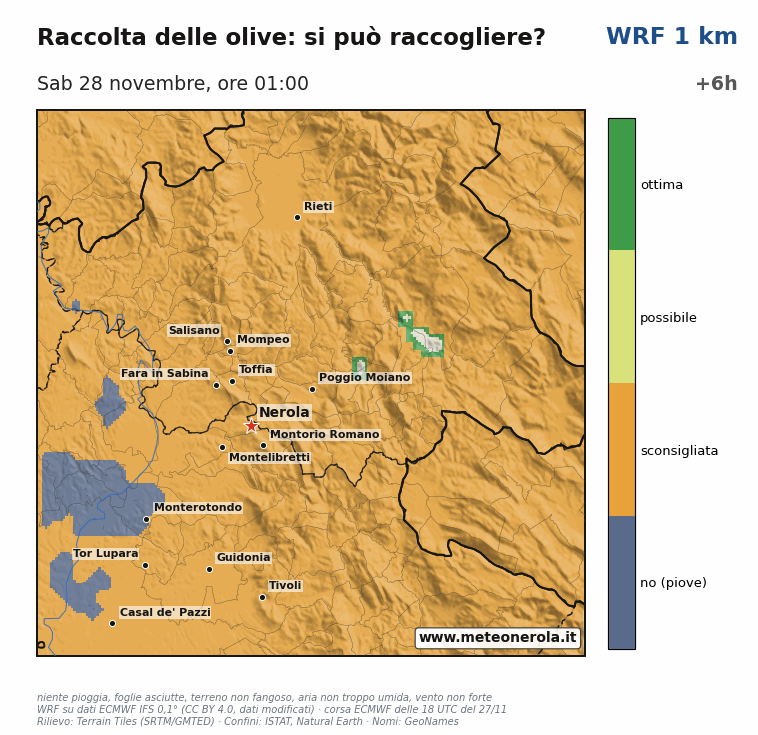 Raccolta delle olive: si può raccogliere?
WRF 1 km
Sab 28 novembre, ore 01:00
+6h
ottima
possibile
sconsigliata
no (piove)
Rieti
Salisano
Mompeo
Fara in Sabina
Toffia
Poggio Moiano
Nerola
Montorio Romano
Montelibretti
Monterotondo
Tor Lupara
Guidonia
Tivoli
Casal de' Pazzi
www.meteonerola.it
niente pioggia, foglie asciutte, terreno non fangoso, aria non troppo umida, vento non forte
WRF su dati ECMWF IFS 0,1° (CC BY 4.0, dati modificati) · corsa ECMWF delle 18 UTC del 27/11
Rilievo: Terrain Tiles (SRTM/GMTED) · Confini: ISTAT, Natural Earth · Nomi: GeoNames